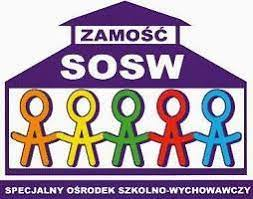 ZAMOŚĆ
SOSW
SPECJALNY OŚRODEK SZKOLNO-WYCHOWAWCZY